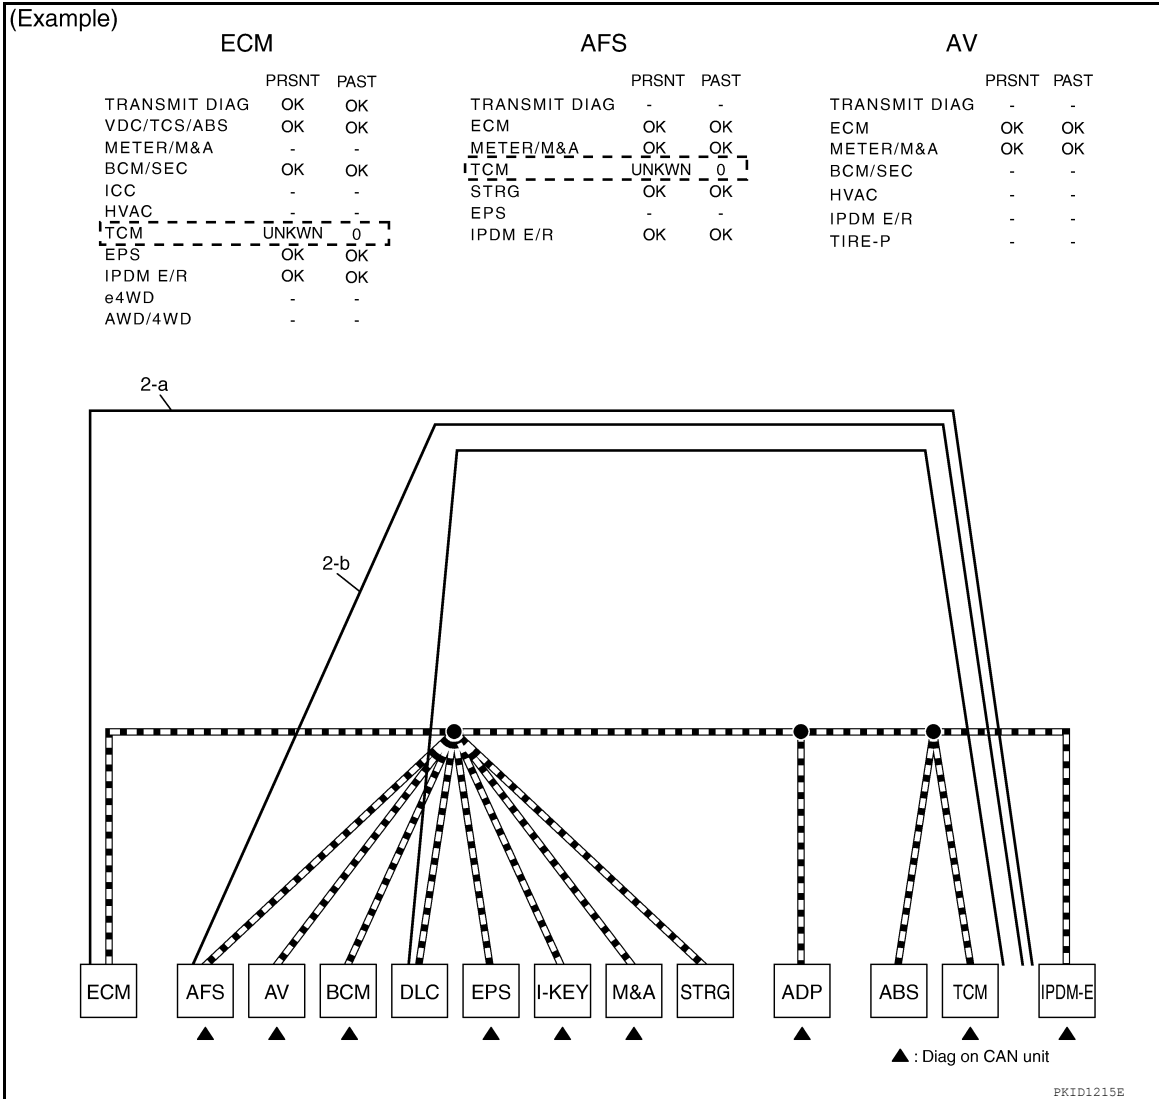 (Example)
ECM
PRSNT PAST
TRANSMIT DIAG OK OK
VDC/TCS/ABS OK OK
METER/M&A - -
BCM/SEC OK OK
ICC - -
HVAC - -
TCM UNKWN 0
EPS OK OK
IPDM E/R OK OK
e4WD - -
AWD/4WD - -
AFS
PRSNT PAST
TRANSMIT DIAG - -
ECM OK OK
METER/M&A OK OK
TCM UNKWN 0
STRG OK OK
EPS - -
IPDM E/R OK OK
AV
PRSNT PAST
TRANSMIT DIAG - -
ECM OK OK
METER/M&A OK OK
BCM/SEC - -
HVAC - -
IPDM E/R - -
TIRE-P - -
2-a
2-b
ECM AFS AV BCM DLC EPS I-KEY M&A STRG ADP ABS TCM IPDM-E
▲ : Diag on CAN unit
PKID1215E